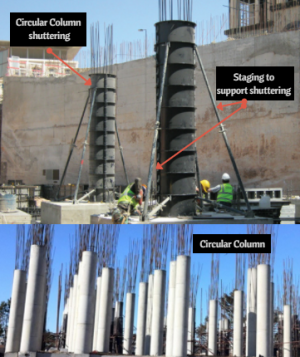 Circular Column
shuttering
Staging to
support shuttering
Circular Column